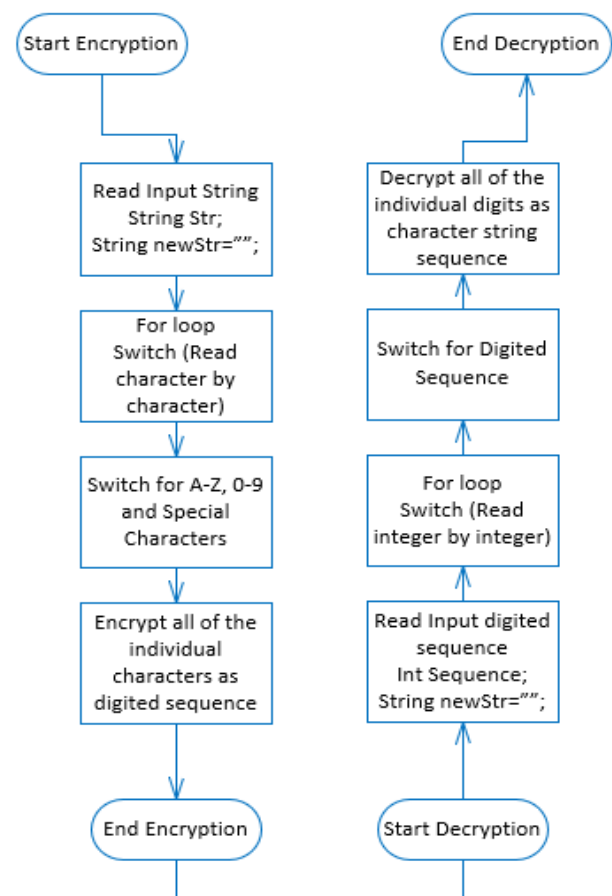 Start Encryption
Read Input String
String Str;
String newStr=””;
For loop
Switch (Read
character by
character)
Switch for A-Z, 0-9
and Special
Characters
Encrypt all of the
individual
characters as
digited sequence
End Encryption
Start Decryption
Read Input digited
sequence
Int Sequence;
String newStr=””;
For loop
Switch (Read
integer by integer)
Switch for Digited
Sequence
Decrypt all of the
individual digits as
character string
sequence
End Decryption